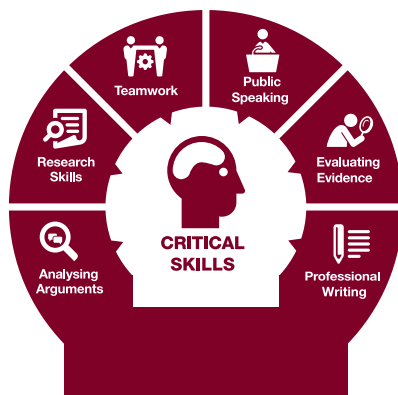 Teamwork
Public
Speaking
Research
Skills
Evaluating
Evidence
CRITICAL
SKILLS
Analysing
Arguments
Professional
Writing